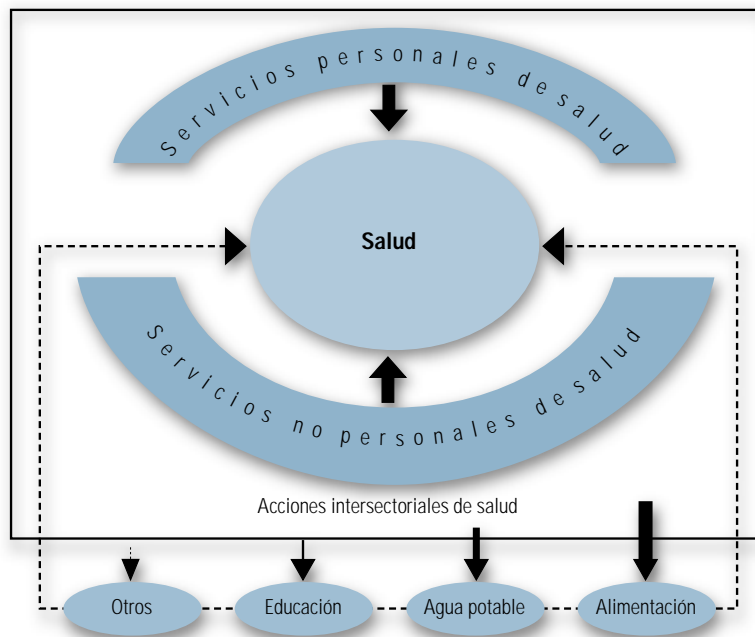 Servicios personales de salud
Salud
Servicios no personales de salud
Acciones intersectoriales de salud
Otros
Educación
Agua potable
Alimentación